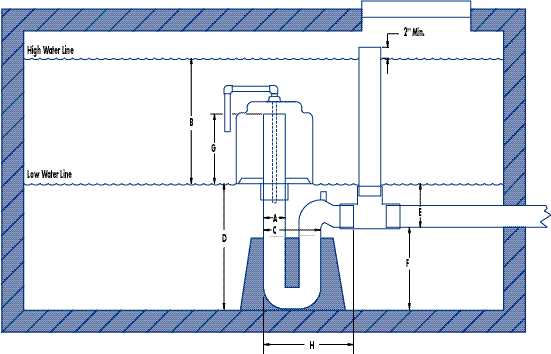 2" Min.
High Water Line
B
G
Low Water Line
A
E
C
D
F
H